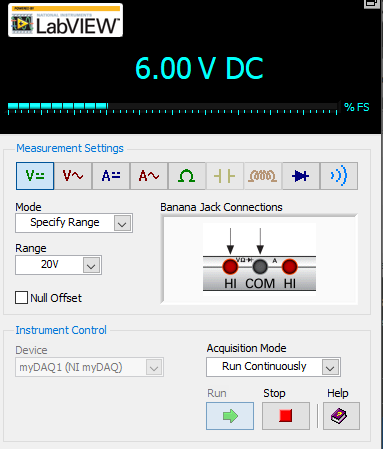 POWERED BY
NATIONAL INSTRUMENTS
LabVIEW™
6.00 V DC
% FS
Measurement Settings
V V A A Ω
Mode
Specify Range
Banana Jack Connections
Range
20V
VΩ A
HI COM HI
Null Offset
Instrument Control
Device
myDAQ1 (NI myDAQ)
Acquisition Mode
Run Continuously
Run Stop Help